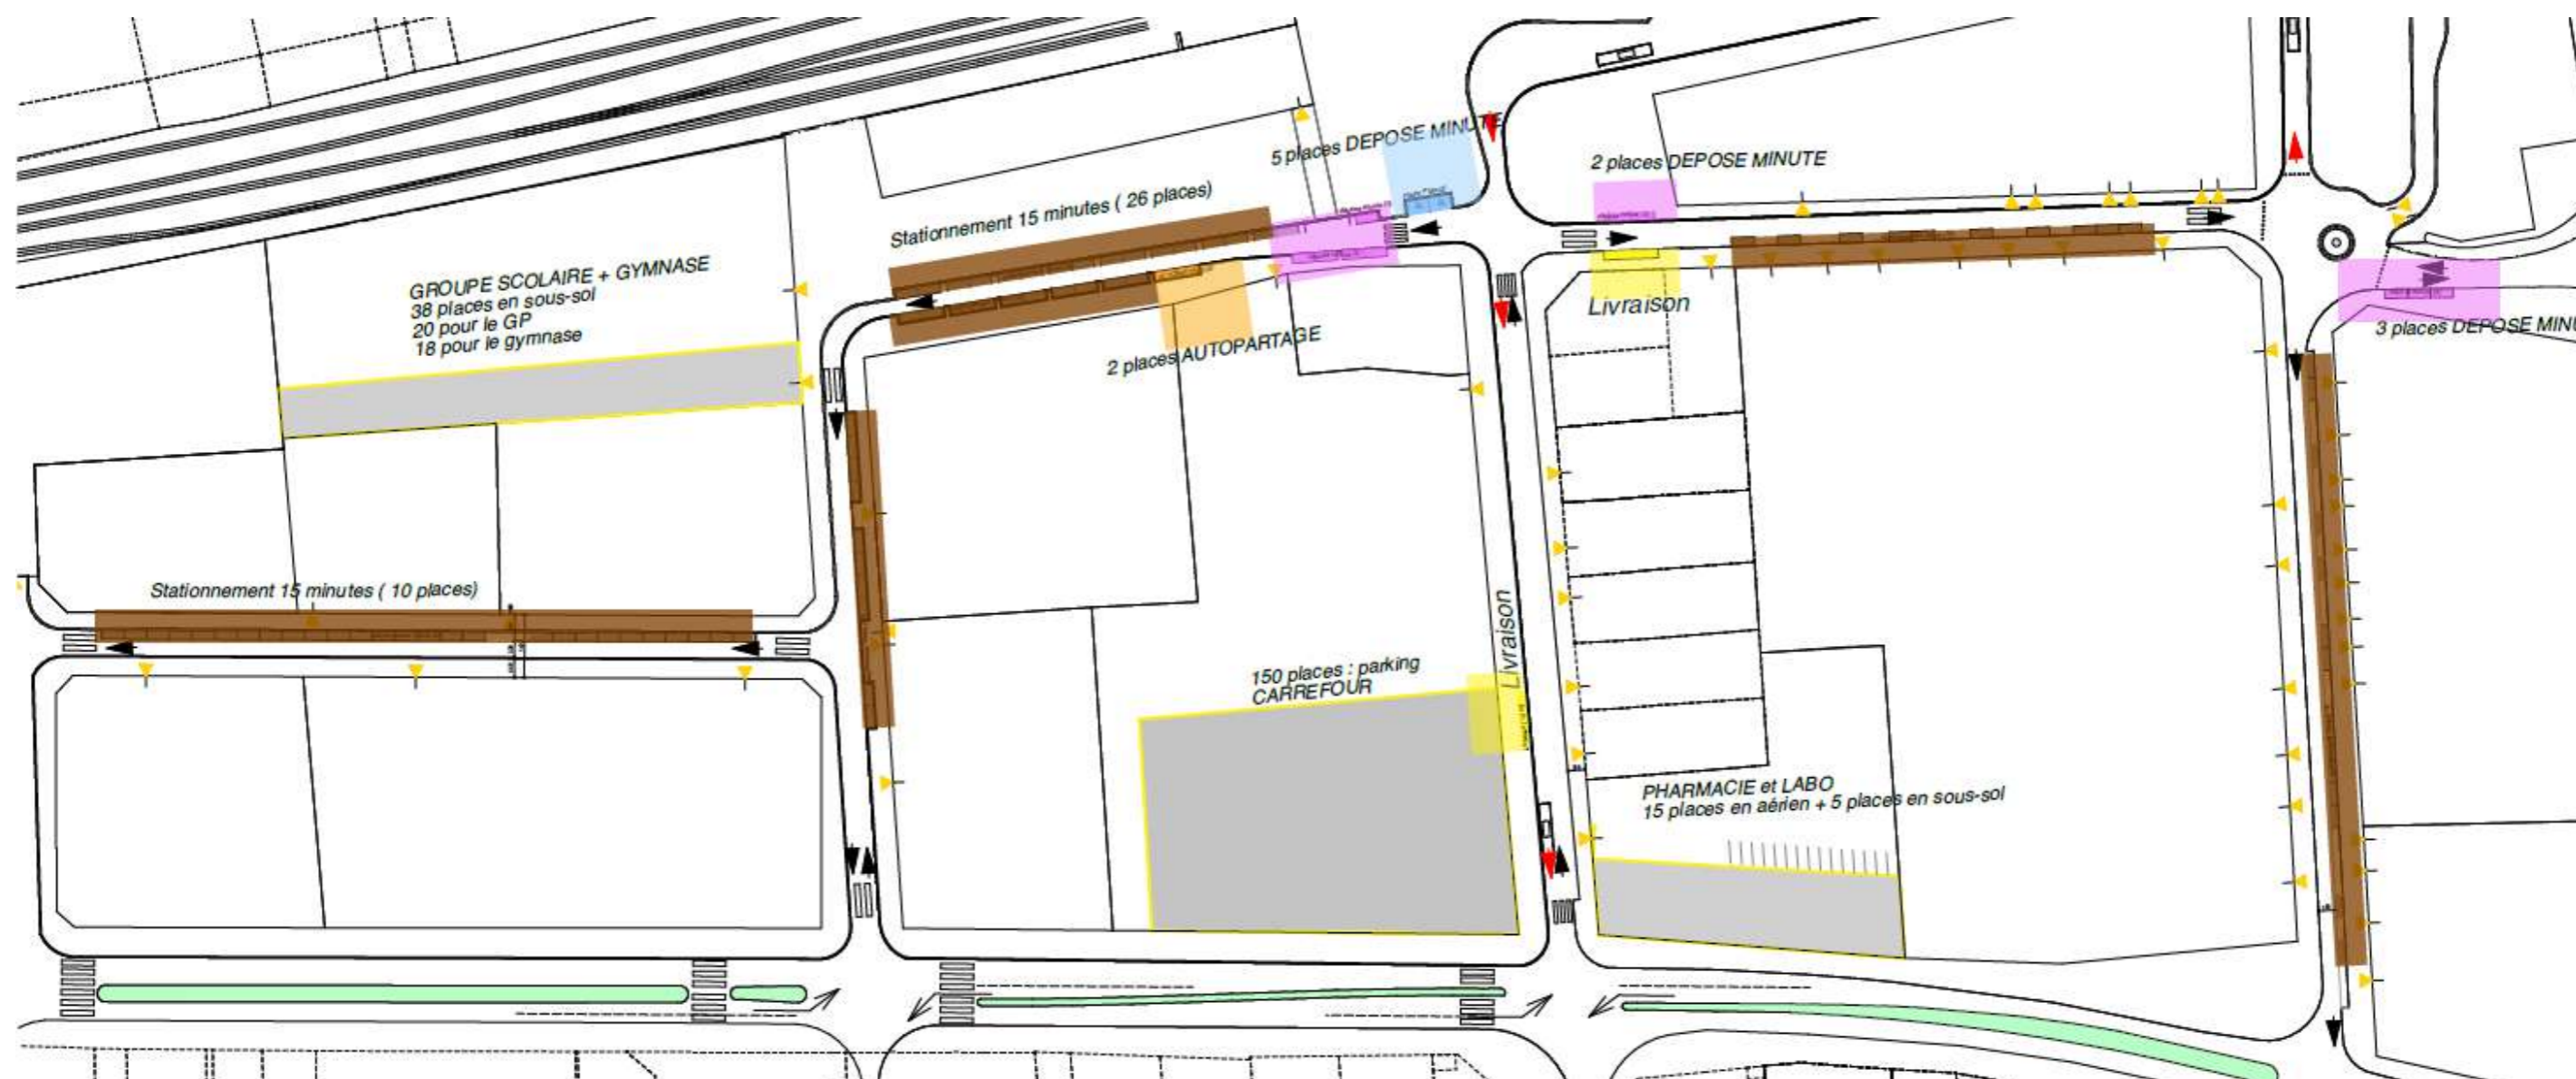 5 places DEPOSE MINUTE
2 places DEPOSE MINUTE
Stationnement 15 minutes ( 26 places)
GROUPE SCOLAIRE + GYMNASE
38 places en sous-sol
20 pour le GP
18 pour le gymnase
Livraison
3 places DEPOSE MINU
2 places AUTOPARTAGE
Stationnement 15 minutes ( 10 places)
Livraison
150 places : parking
CARREFOUR
PHARMACIE et LABO
15 places en aérien + 5 places en sous-sol